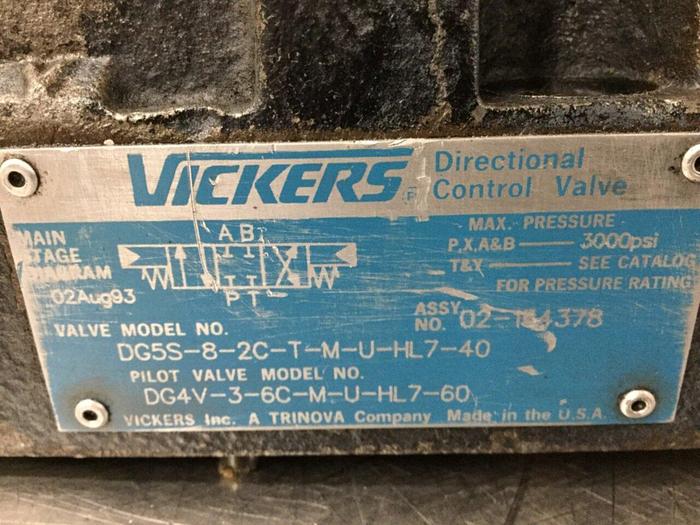 VICKERS
Directional
Control Valve
MAIN
STAGE
DIAGRAM
02Aug93
A B
P T
MAX. PRESSURE
P,X,A&B — 3000psi
T&Y — SEE CATALOG
FOR PRESSURE RATING
VALVE MODEL NO.
ASSY
NO.
DG5S-8-2C-T-M-U-HL7-40
PILOT VALVE MODEL NO.
DG4V-3-6C-M-U-HL7-60
VICKERS Inc. A TRINOVA Company Made in the U.S.A.